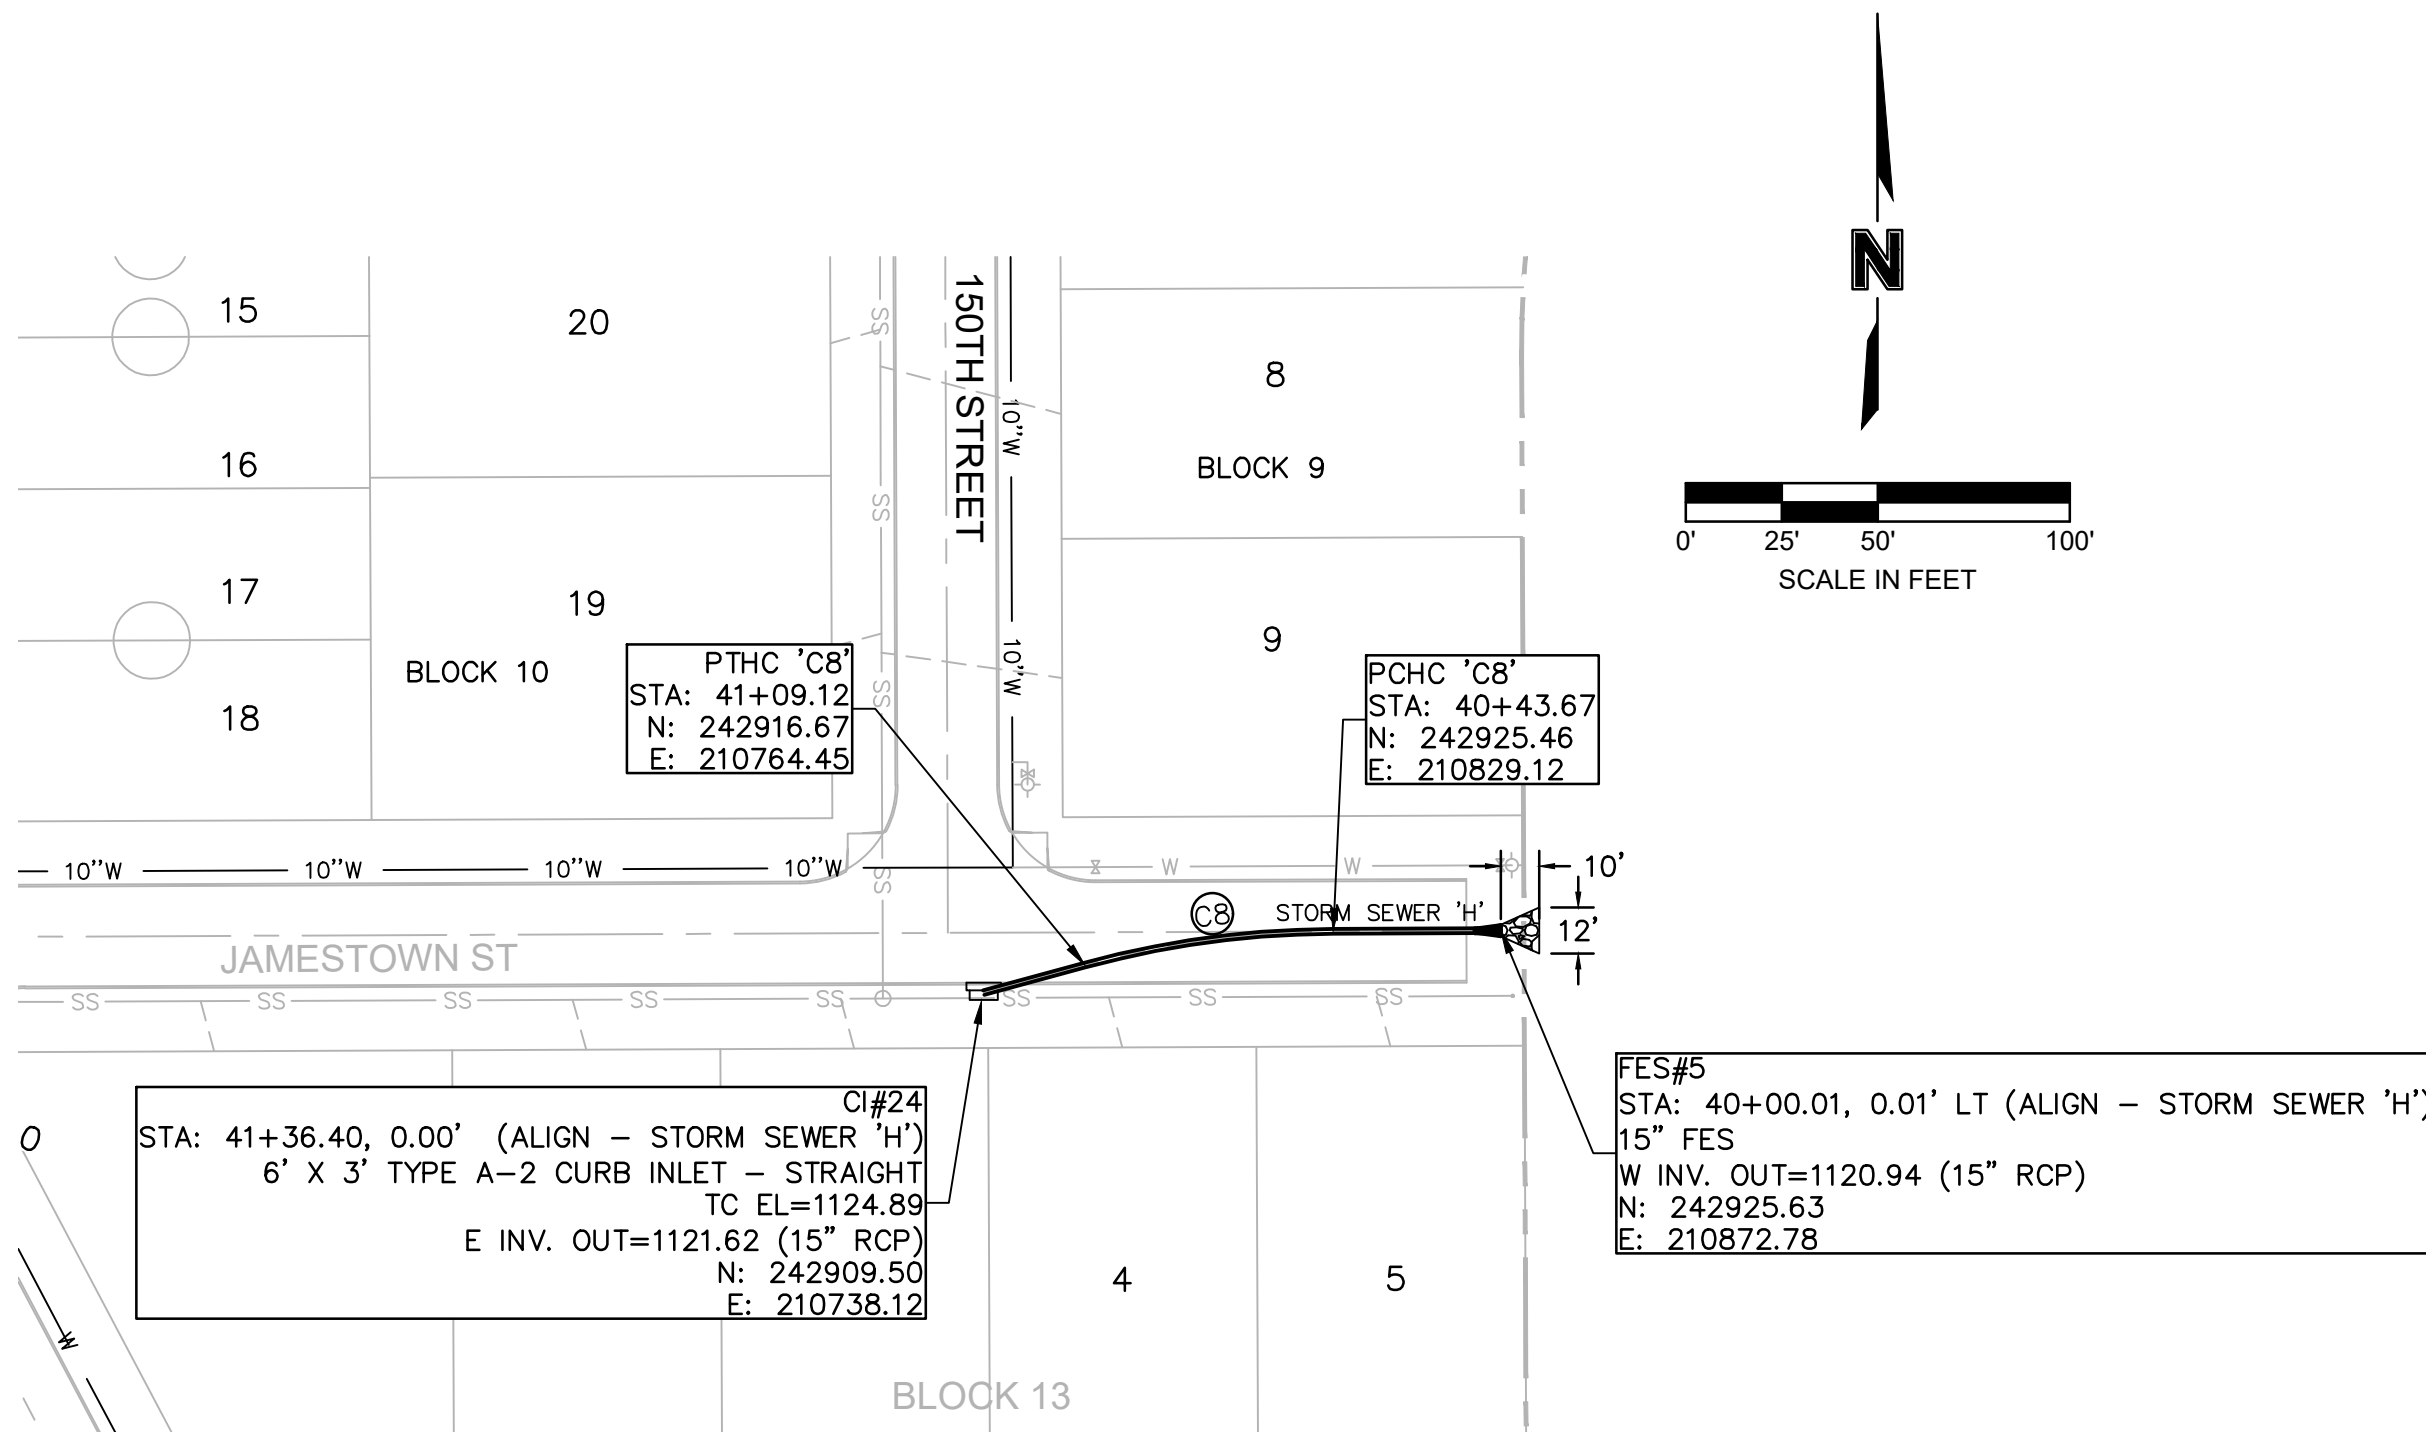 N
0' 25' 50' 100'
SCALE IN FEET
15
20
16
17
19
BLOCK 10
18
150TH STREET
SS
SS
SS
SS
10''W
10''W
8
BLOCK 9
9
PTHC 'C8'
STA: 41+09.12
N: 242916.67
E: 210764.45
PCHC 'C8'
STA: 40+43.67
N: 242925.46
E: 210829.12
10''W 10''W 10''W 10''W
W W
10'
12'
C8
STORM SEWER 'H'
JAMESTOWN ST
SS SS SS SS SS SS SS SS
CI#24
STA: 41+36.40, 0.00' (ALIGN – STORM SEWER 'H')
6' X 3' TYPE A–2 CURB INLET – STRAIGHT
TC EL=1124.89
E INV. OUT=1121.62 (15" RCP)
N: 242909.50
E: 210738.12
FES#5
STA: 40+00.01, 0.01' LT (ALIGN – STORM SEWER 'H')
15" FES
W INV. OUT=1120.94 (15" RCP)
N: 242925.63
E: 210872.78
0
W
4
5
BLOCK 13